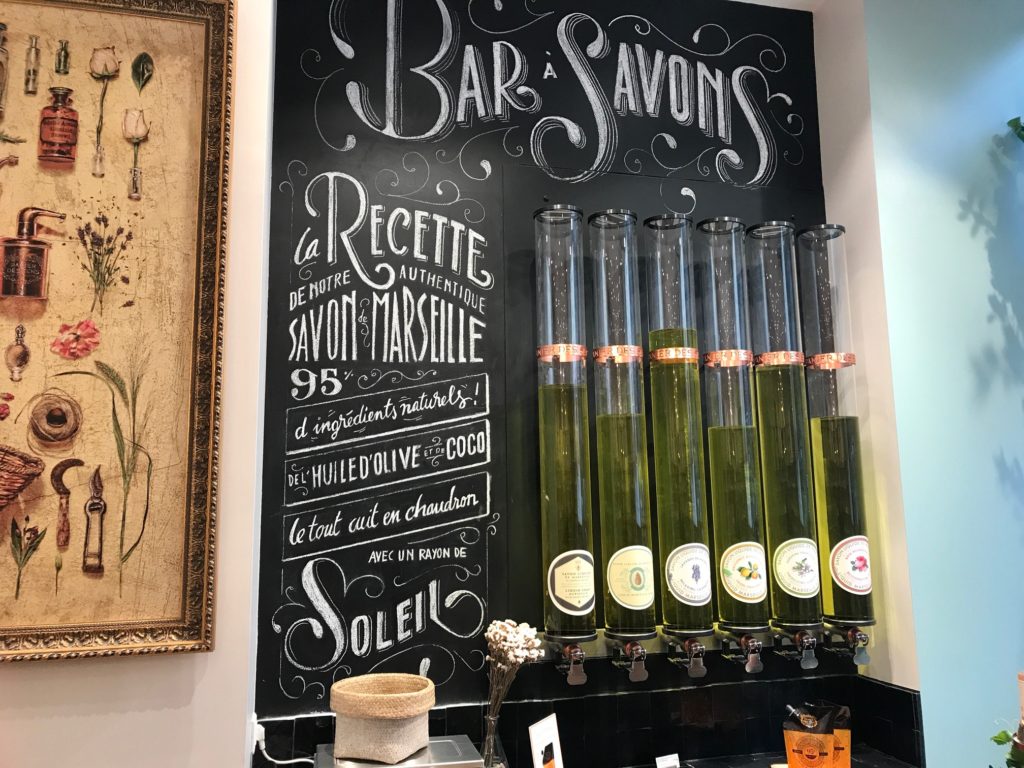 BAR À SAVONS
la RECETTE
DE NOTRE AUTHENTIQUE
SAVON de MARSEILLE
95%
d'ingrédients naturels!
DE L'HUILE D'OLIVE ET DE COCO
le tout cuit en chaudron
AVEC UN RAYON DE
SOLEIL